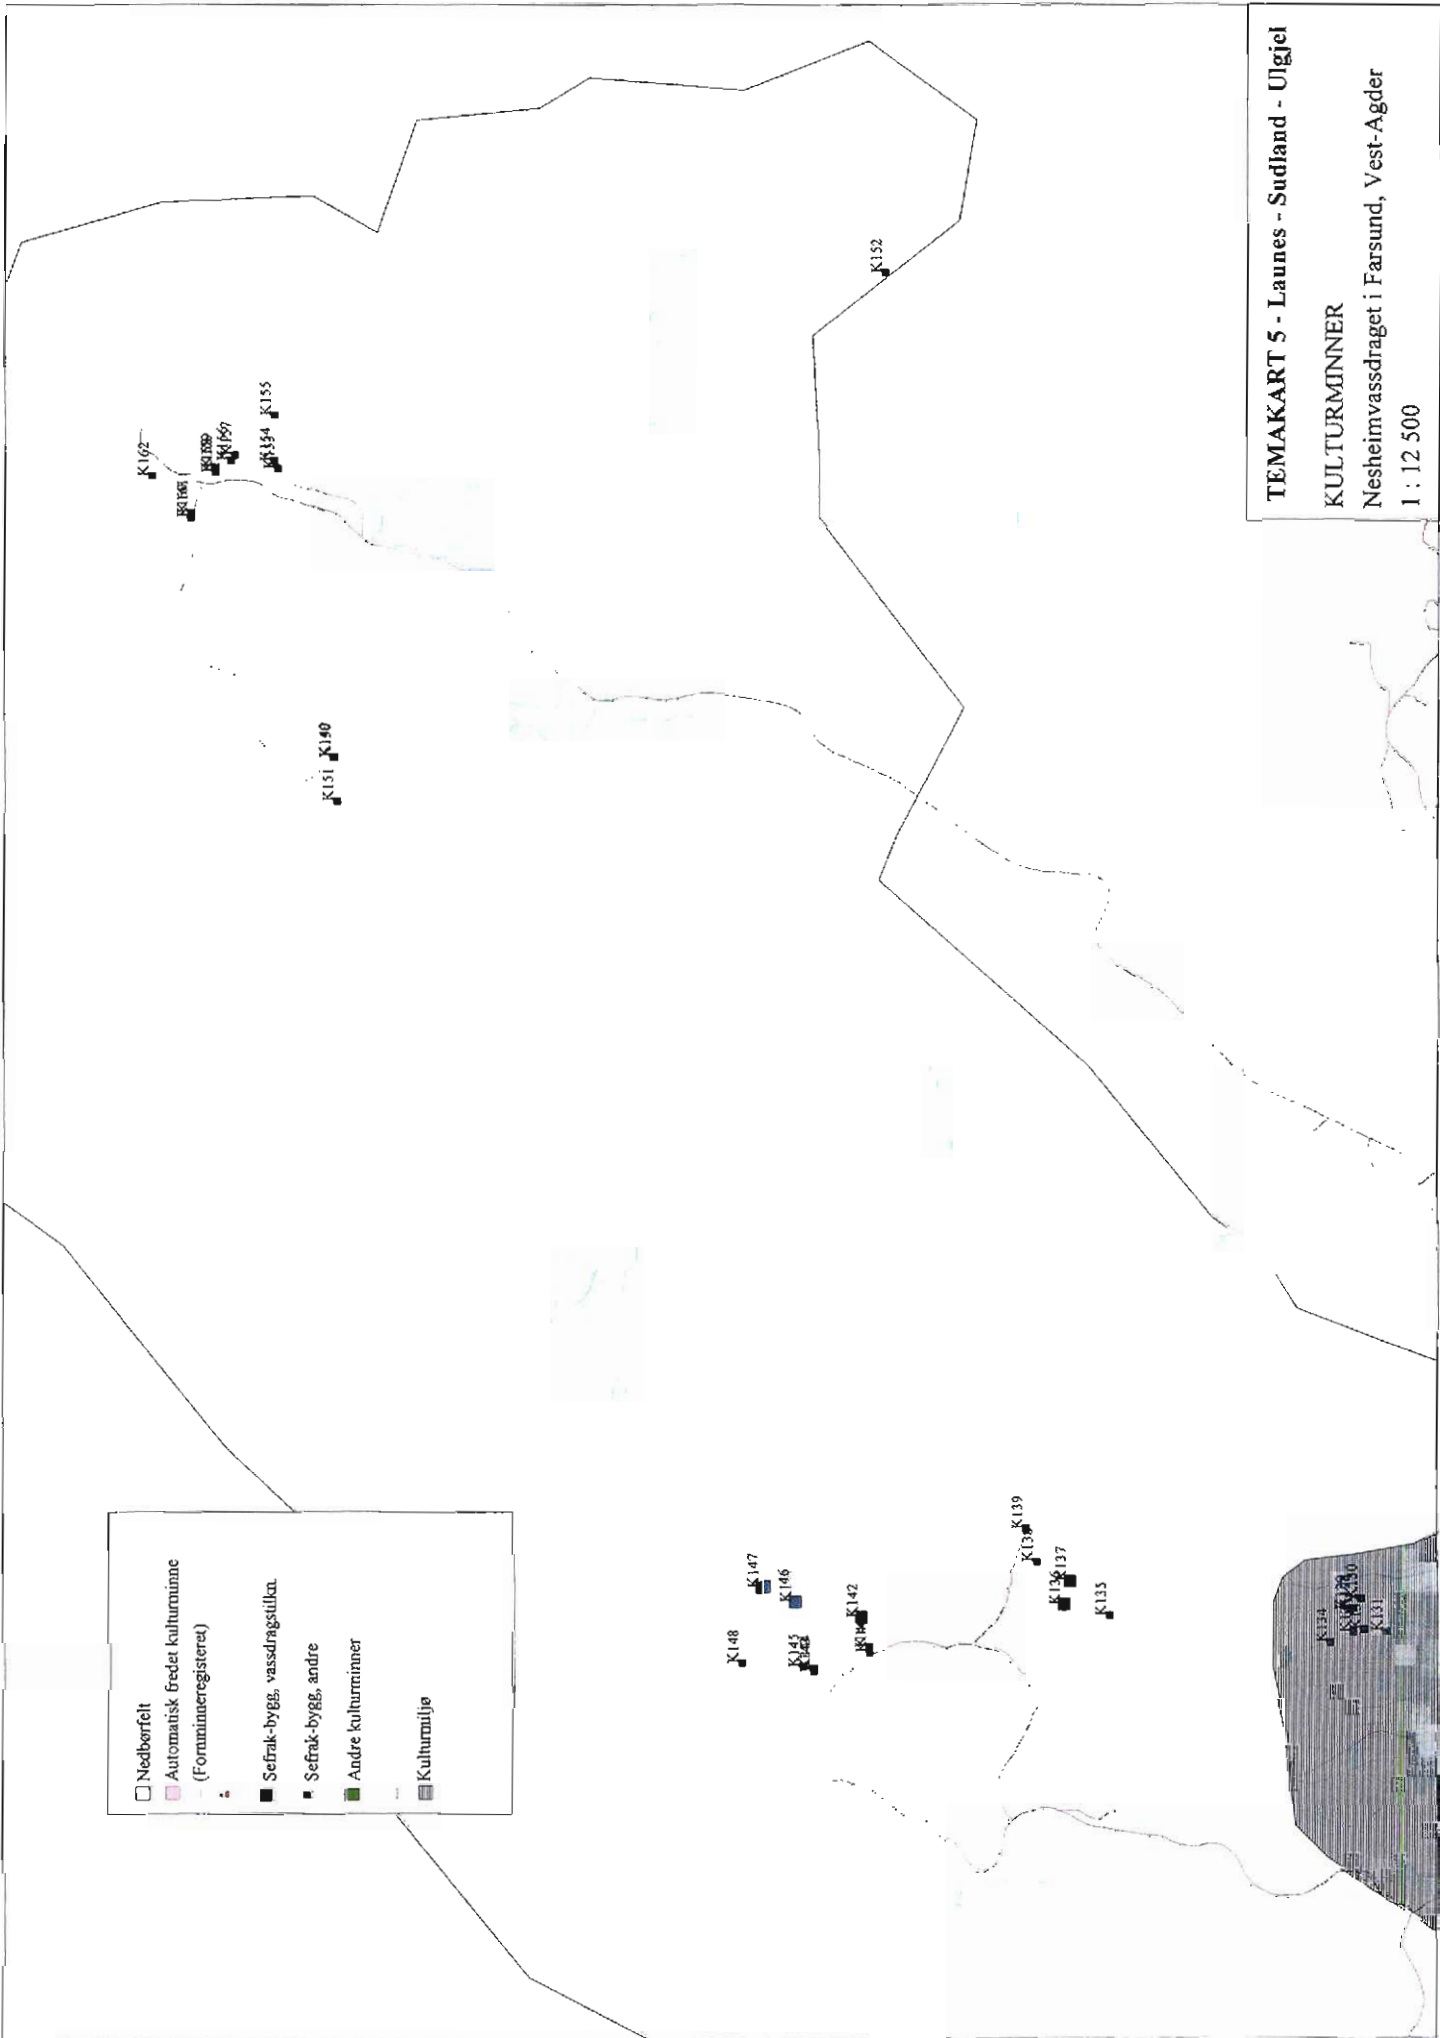 TEMAKART 5 - Launes - Sudland - Ulgjel
KULTURMINNER
Nesheimvassdraget i Farsund, Vest-Agder
1 : 12 500
Nedbørfelt
Automatisk fredet kulturminne
(Fornminneregisteret)
Sefrak-bygg, vassdragstilkn.
Sefrak-bygg, andre
Andre kulturminner
Kulturmiljø
K162
K155
K151
K152
K148
K147
K146
K145
K142
K139
K138
K136
K137
K135
K134
K131